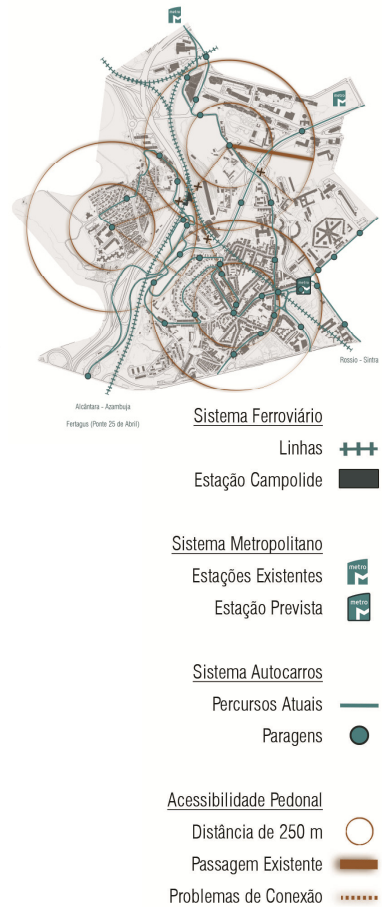 metro
metro
metro
Rossio - Sintra
Alcântara - Azambuja
Fertagus (Ponte 25 de Abril)
Sistema Ferroviário
Linhas
Estação Campolide
Sistema Metropolitano
Estações Existentes
metro
Estação Prevista
metro
Sistema Autocarros
Percursos Atuais
Paragens
Acessibilidade Pedonal
Distância de 250 m
Passagem Existente
Problemas de Conexão